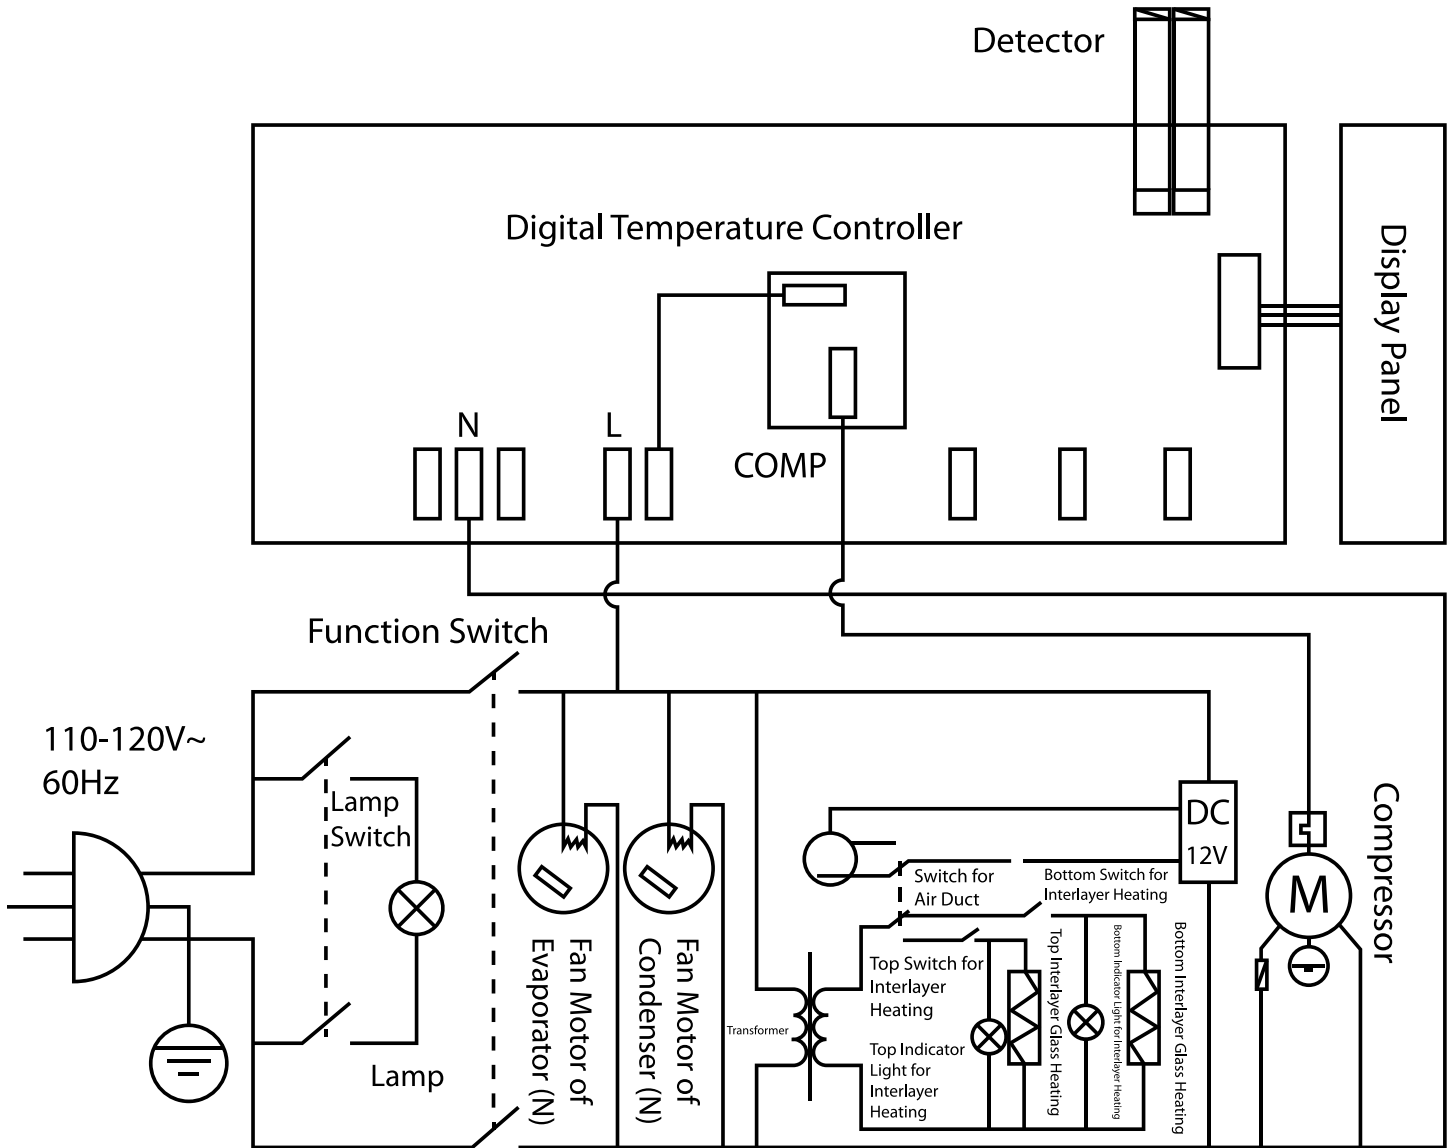 Detector
Digital Temperature Controller
Display Panel
N
L
COMP
Function Switch
110-120V~
60Hz
Lamp
Switch
Lamp
Fan Motor of
Evaporator (N)
Fan Motor of
Condenser (N)
Transformer
DC
12V
Switch for
Air Duct
Bottom Switch for
Interlayer Heating
Top Switch for
Interlayer
Heating
Top Indicator
Light for
Interlayer
Heating
Top Interlayer Glass Heating
Bottom Indicator Light for Interlayer Heating
Bottom Interlayer Glass Heating
M
Compressor